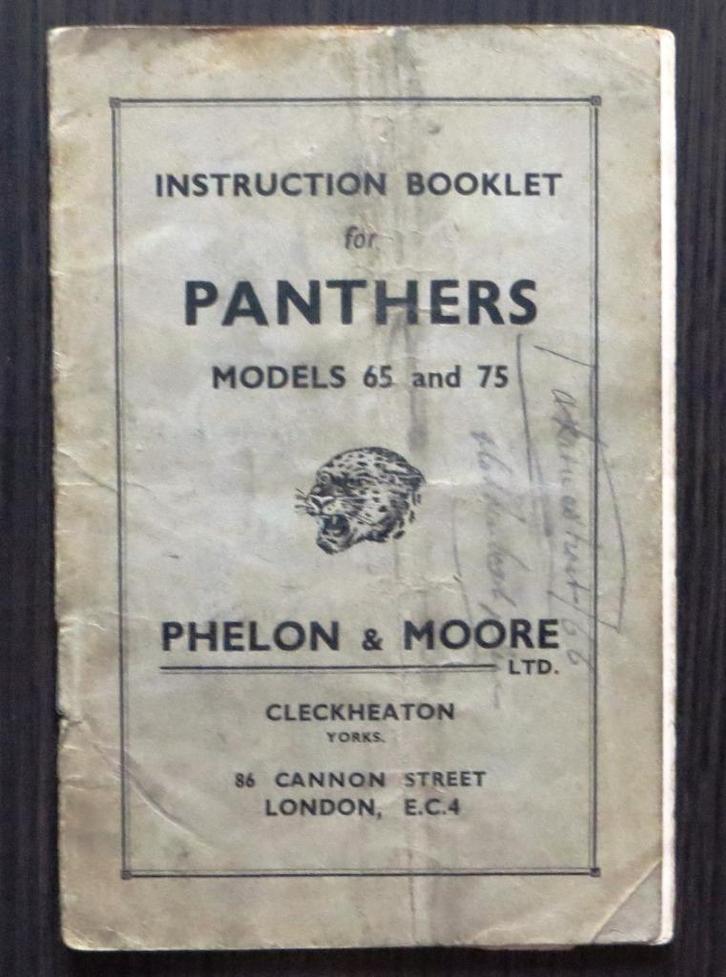 INSTRUCTION BOOKLET
for
PANTHERS
MODELS 65 and 75
PHELON & MOORE
LTD.
CLECKHEATON
YORKS.
86 CANNON STREET
LONDON, E.C.4